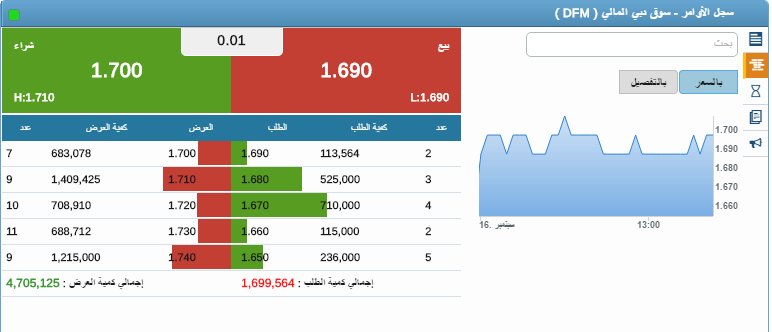 سجل الأوامر - سوق دبي المالي ( DFM )
بحث
بالسعر بالتفصيل
1.700
1.690
1.680
1.670
1.660
16. سبتمبر 13:00
بيع 0.01 شراء
1.690 1.700
L:1.690 H:1.710
عدد كمية الطلب الطلب العرض كمية العرض عدد
2 113,564 1.690 1.700 683,078 7
3 525,000 1.680 1.710 1,409,425 9
4 710,000 1.670 1.720 708,910 10
2 115,000 1.660 1.730 688,712 11
5 236,000 1.650 1.740 1,215,000 9
إجمالي كمية الطلب : 1,699,564 إجمالي كمية العرض : 4,705,125